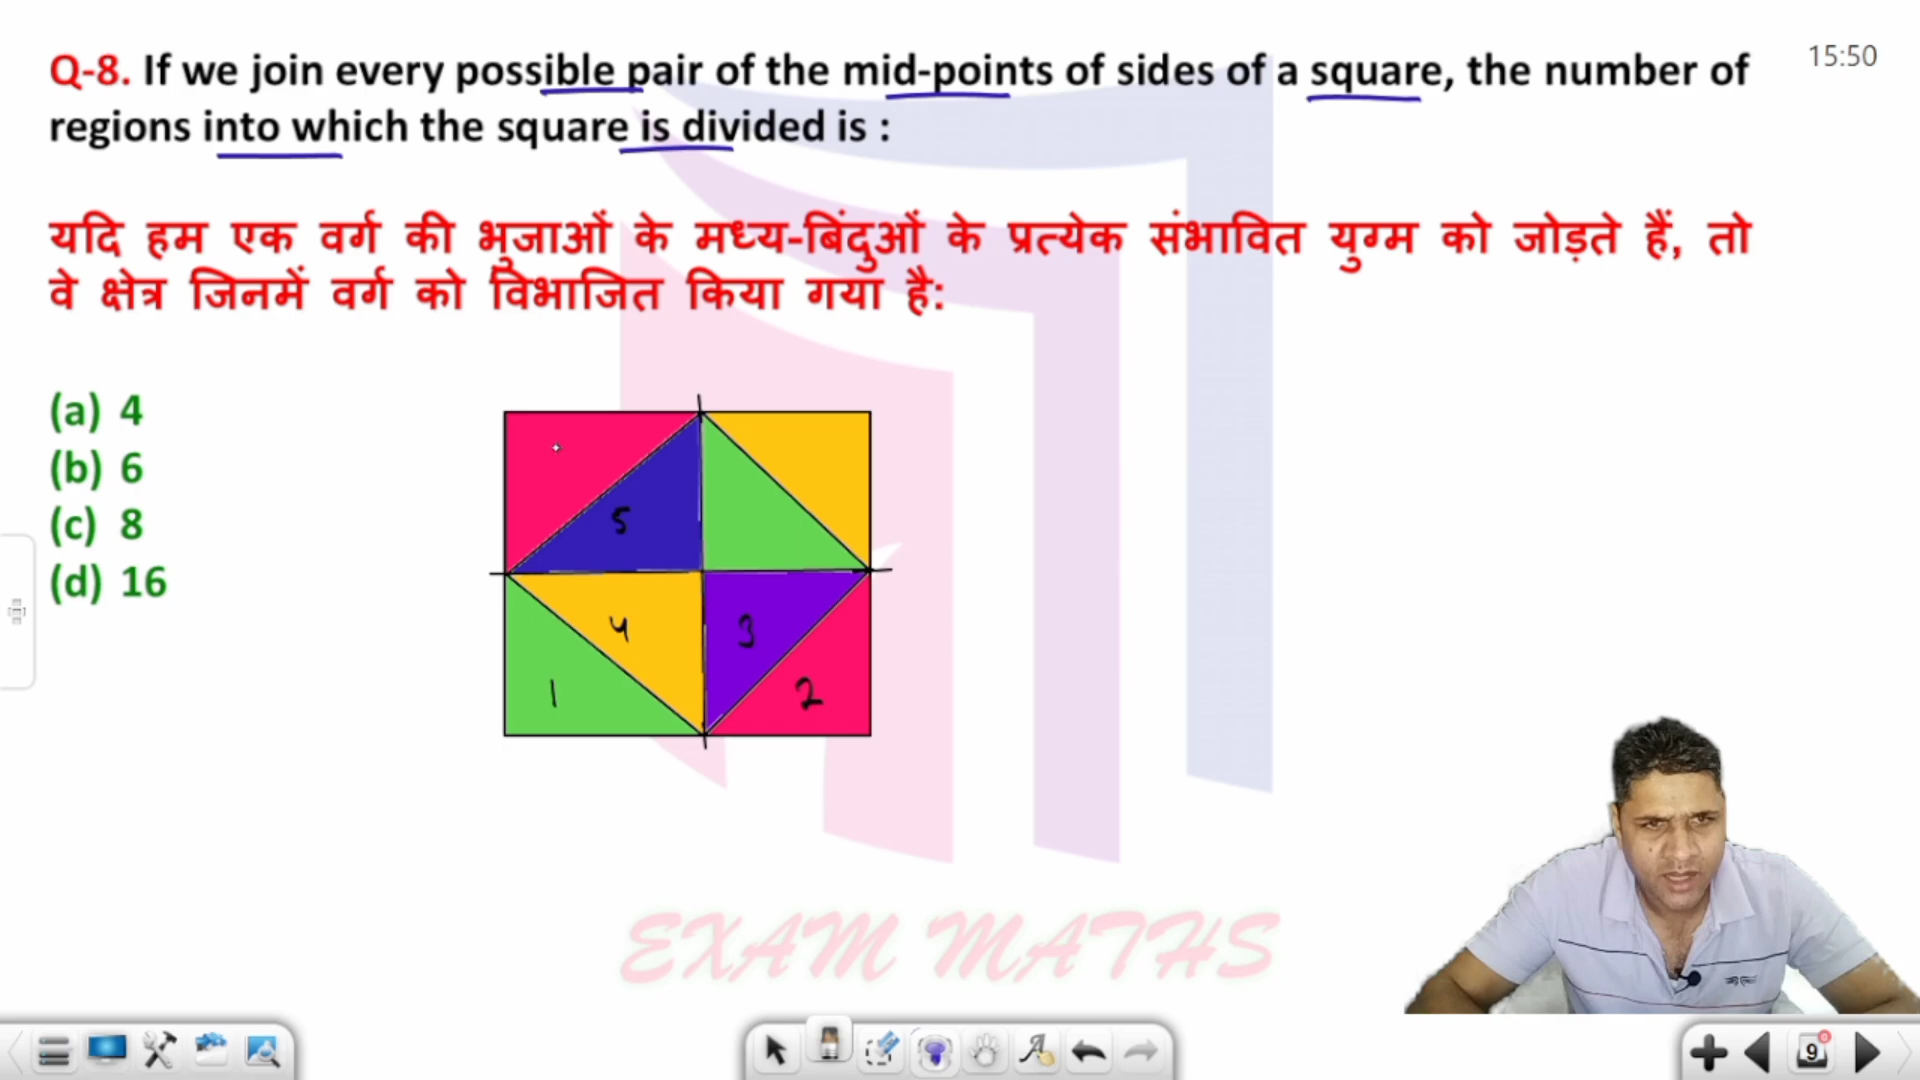 Q-8. If we join every possible pair of the mid-points of sides of a square, the number of
regions into which the square is divided is :
15:50
यदि हम एक वर्ग की भुजाओं के मध्य-बिंदुओं के प्रत्येक संभावित युग्म को जोड़ते हैं, तो
वे क्षेत्र जिनमें वर्ग को विभाजित किया गया है:
(a) 4
(b) 6
(c) 8
(d) 16
5
4
3
1
2
EXAM MATHS
9